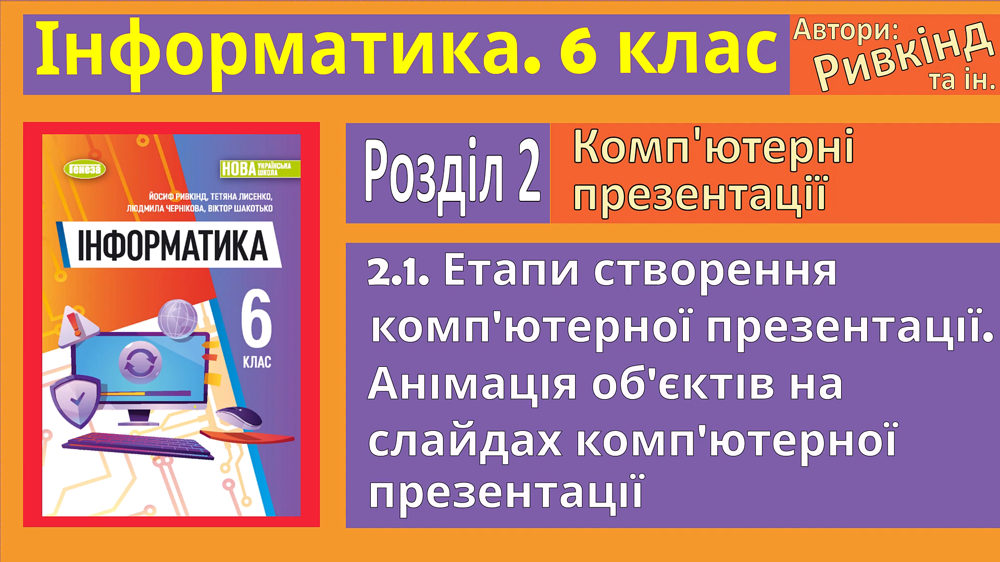 Інформатика. 6 клас
Автори:
Ривкінд
та ін.
Генеза
НОВА УКРАЇНСЬКА
ШКОЛА
ЙОСИФ РИВКІНД, ТЕТЯНА ЛИСЕНКО,
ЛЮДМИЛА ЧЕРНІКОВА, ВІКТОР ШАКОТЬКО
ІНФОРМАТИКА
6
КЛАС
Розділ 2
Комп'ютерні
презентації
2.1. Етапи створення
комп'ютерної презентації.
Анімація об'єктів на
слайдах комп'ютерної
презентації